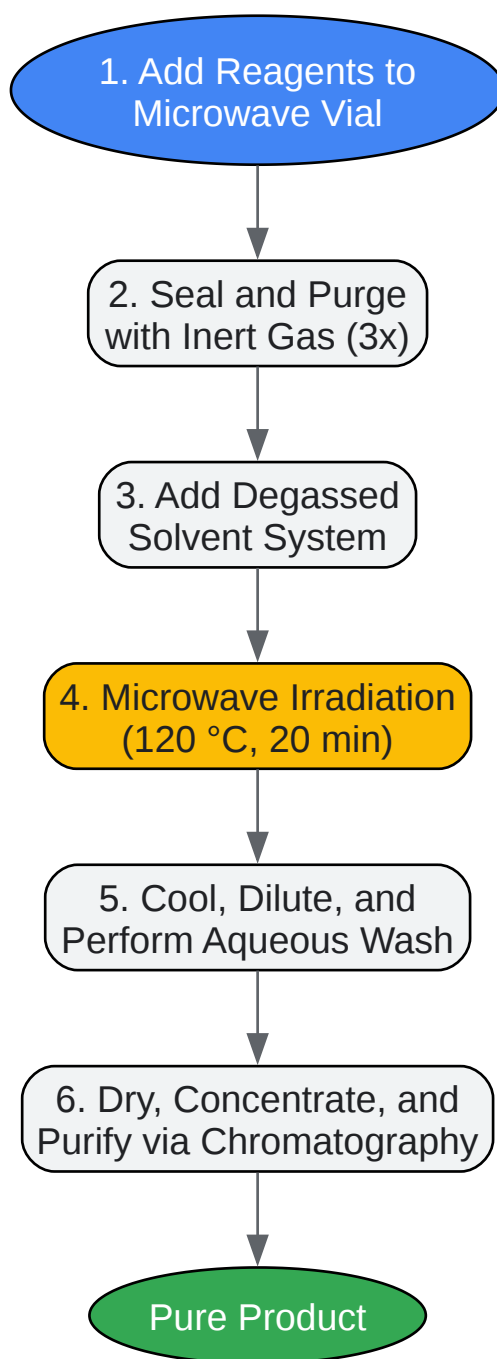 1. Add Reagents to
Microwave Vial
2. Seal and Purge
with Inert Gas (3x)
3. Add Degassed
Solvent System
4. Microwave Irradiation
(120 °C, 20 min)
5. Cool, Dilute, and
Perform Aqueous Wash
6. Dry, Concentrate, and
Purify via Chromatography
Pure Product